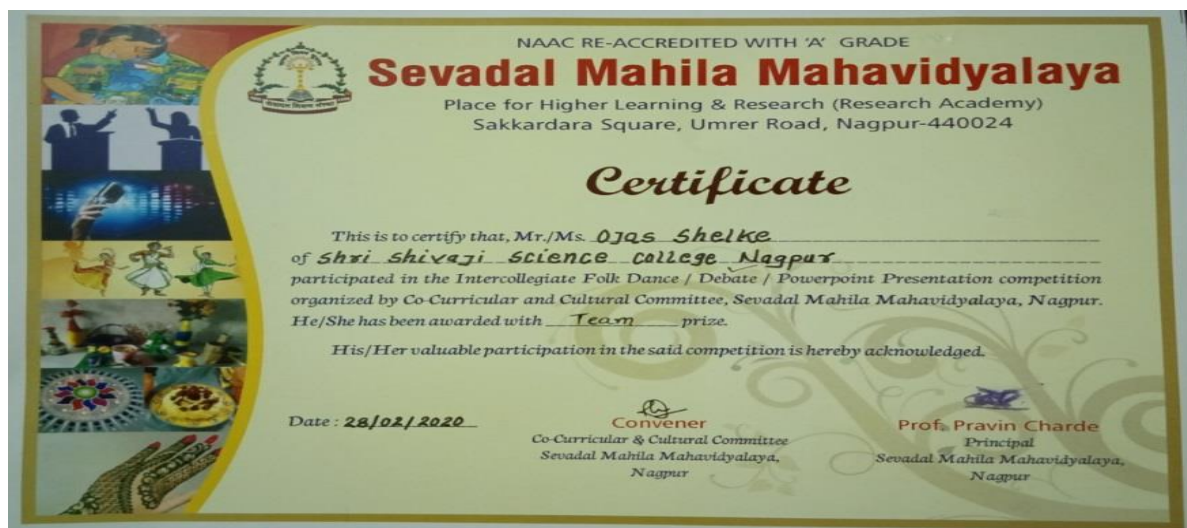 NAAC RE-ACCREDITED WITH 'A' GRADE
Sevadal Mahila Mahavidyalaya
Place for Higher Learning & Research (Research Academy)
Sakkardara Square, Umrer Road, Nagpur-440024
Certificate
This is to certify that, Mr./Ms. Ojas Shelke
of Shri Shivaji Science College Nagpur
participated in the Intercollegiate Folk Dance / Debate / Powerpoint Presentation competition
organized by Co-Curricular and Cultural Committee, Sevadal Mahila Mahavidyalaya, Nagpur.
He/She has been awarded with Team prize.
His/Her valuable participation in the said competition is hereby acknowledged.
Date : 28/02/2020
Convener
Co-Curricular & Cultural Committee
Sevadal Mahila Mahavidyalaya,
Nagpur
Prof. Pravin Charde
Principal
Sevadal Mahila Mahavidyalaya,
Nagpur